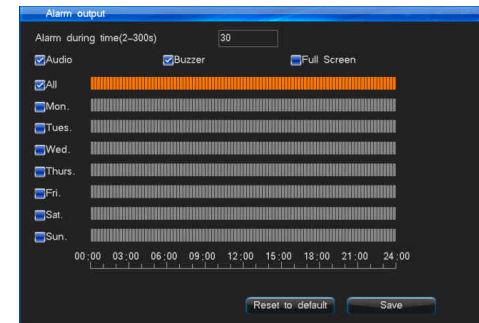 Alarm output
Alarm during time(2-300s) 30
Audio Buzzer Full Screen
All
Mon.
Tues.
Wed.
Thurs.
Fri.
Sat.
Sun.
00:00 03:00 06:00 09:00 12:00 15:00 18:00 21:00 24:00
Reset to default Save